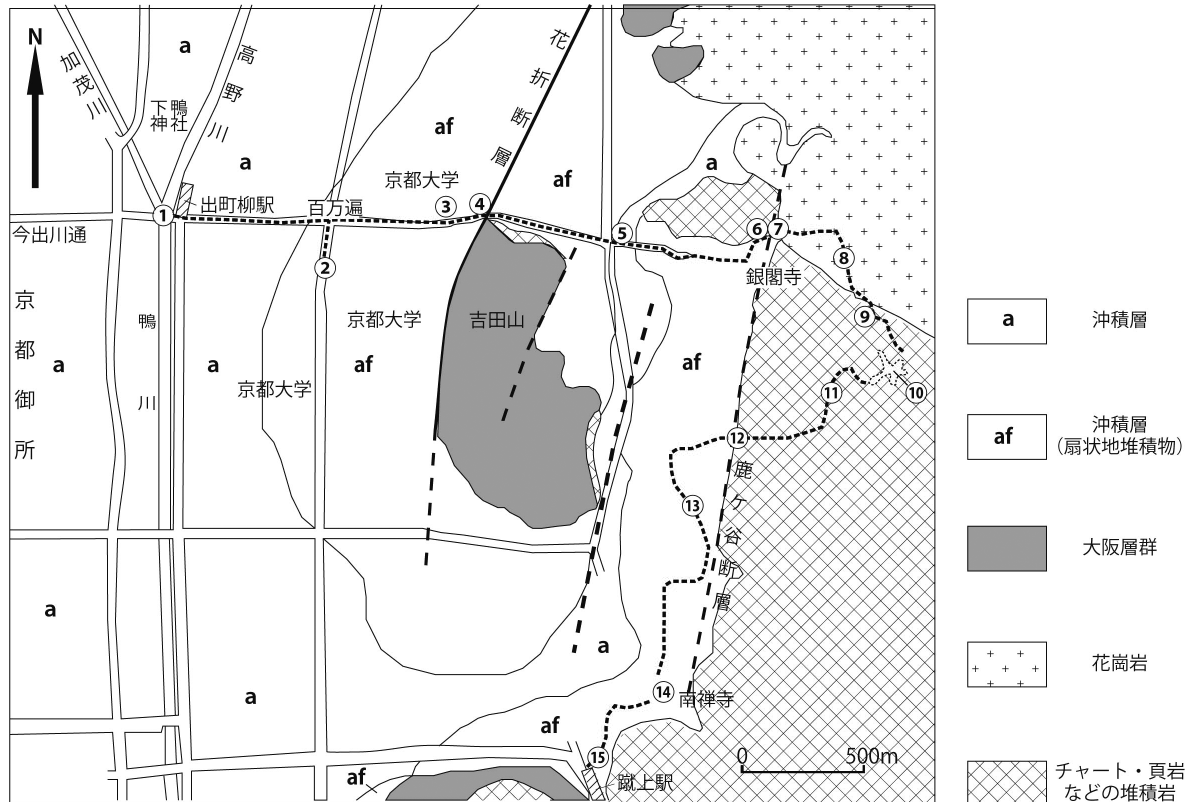 N
加茂川
a
高野川
下鴨神社
a
af
花折断層
京都大学
af
a
出町柳駅
百万遍
①
③
④
今出川通
②
⑤
⑥
⑦
銀閣寺
⑧
⑨
⑩
⑪
京都御所
a
鴨川
a
京都大学
京都大学
af
吉田山
af
⑫
鹿ケ谷断層
⑬
a
a
a
af
⑭
南禅寺
⑮
蹴上駅
af
0
500m
a
沖積層
af
沖積層
(扇状地堆積物)
大阪層群
花崗岩
チャート・頁岩
などの堆積岩